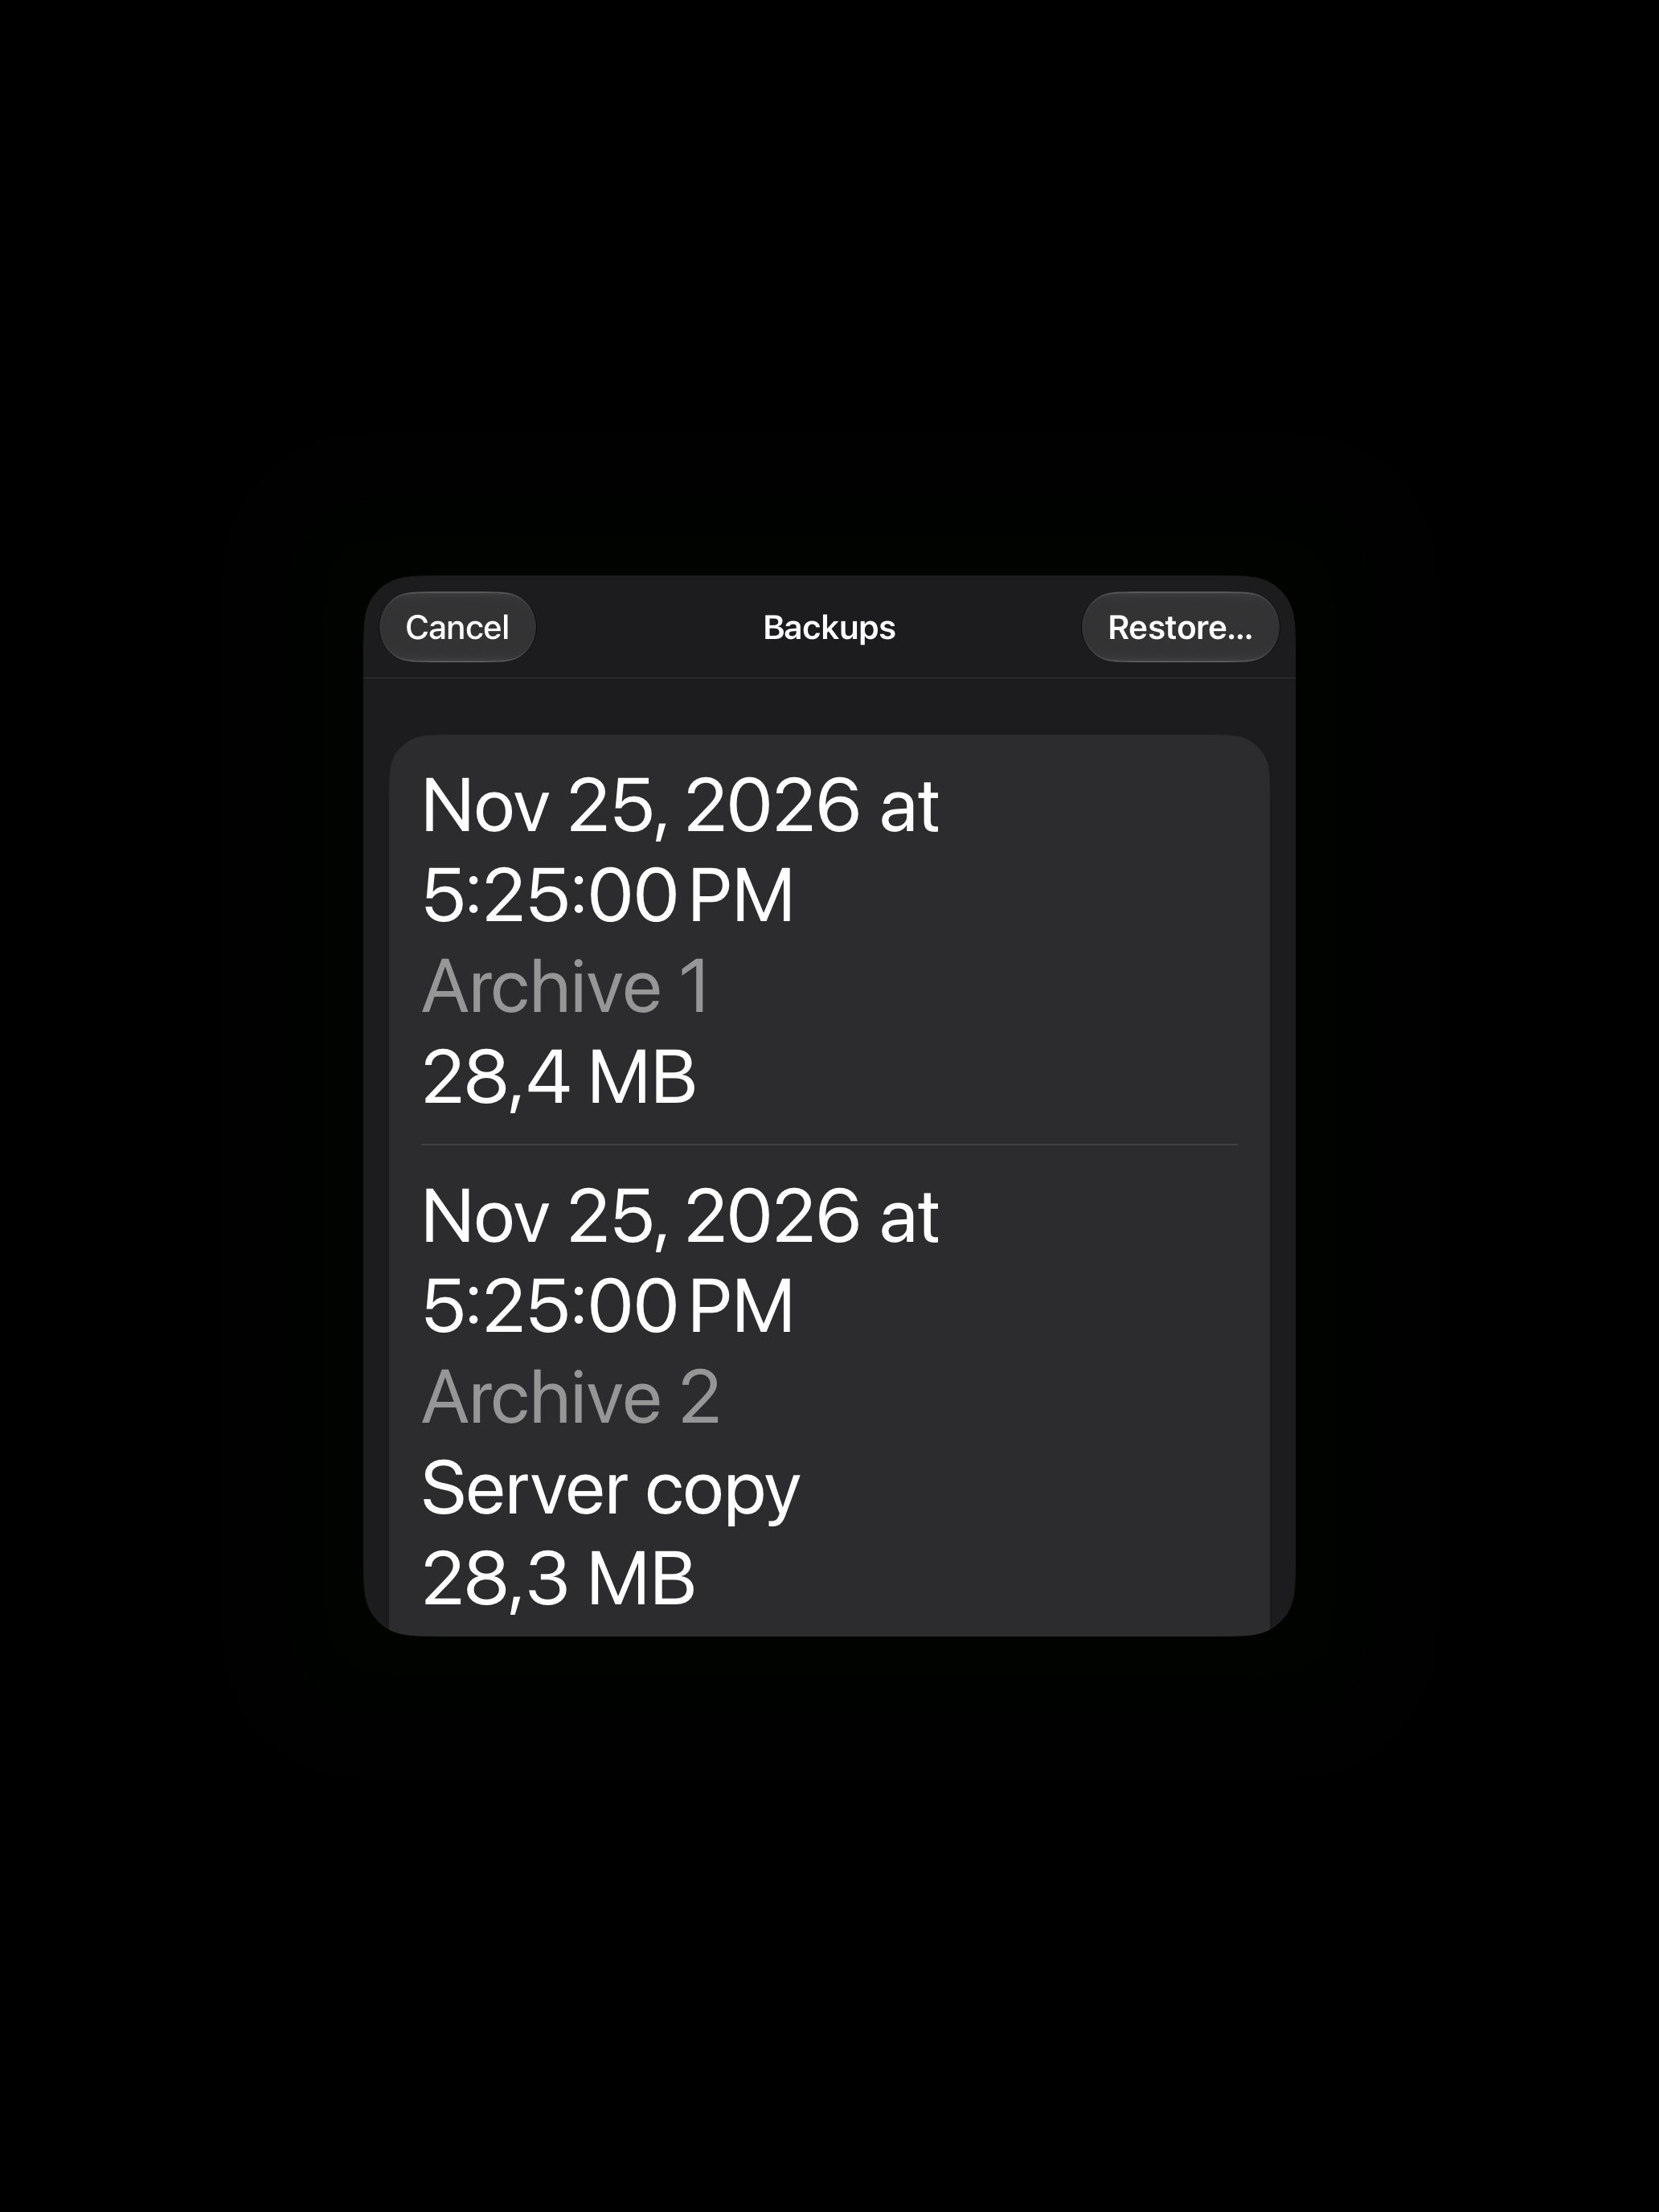 Cancel
Backups
Restore…
Nov 25, 2026 at
5:25:00 PM
Archive 1
28,4 MB
Nov 25, 2026 at
5:25:00 PM
Archive 2
Server copy
28,3 MB